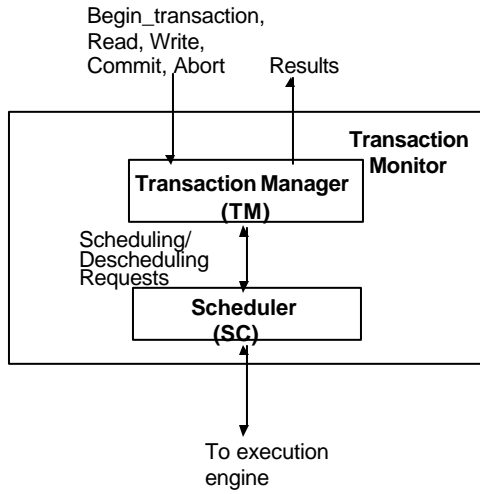 Begin_transaction,
Read, Write,
Commit, Abort
Results
Transaction
Monitor
Transaction Manager
(TM)
Scheduling/
Descheduling
Requests
Scheduler
(SC)
To execution
engine